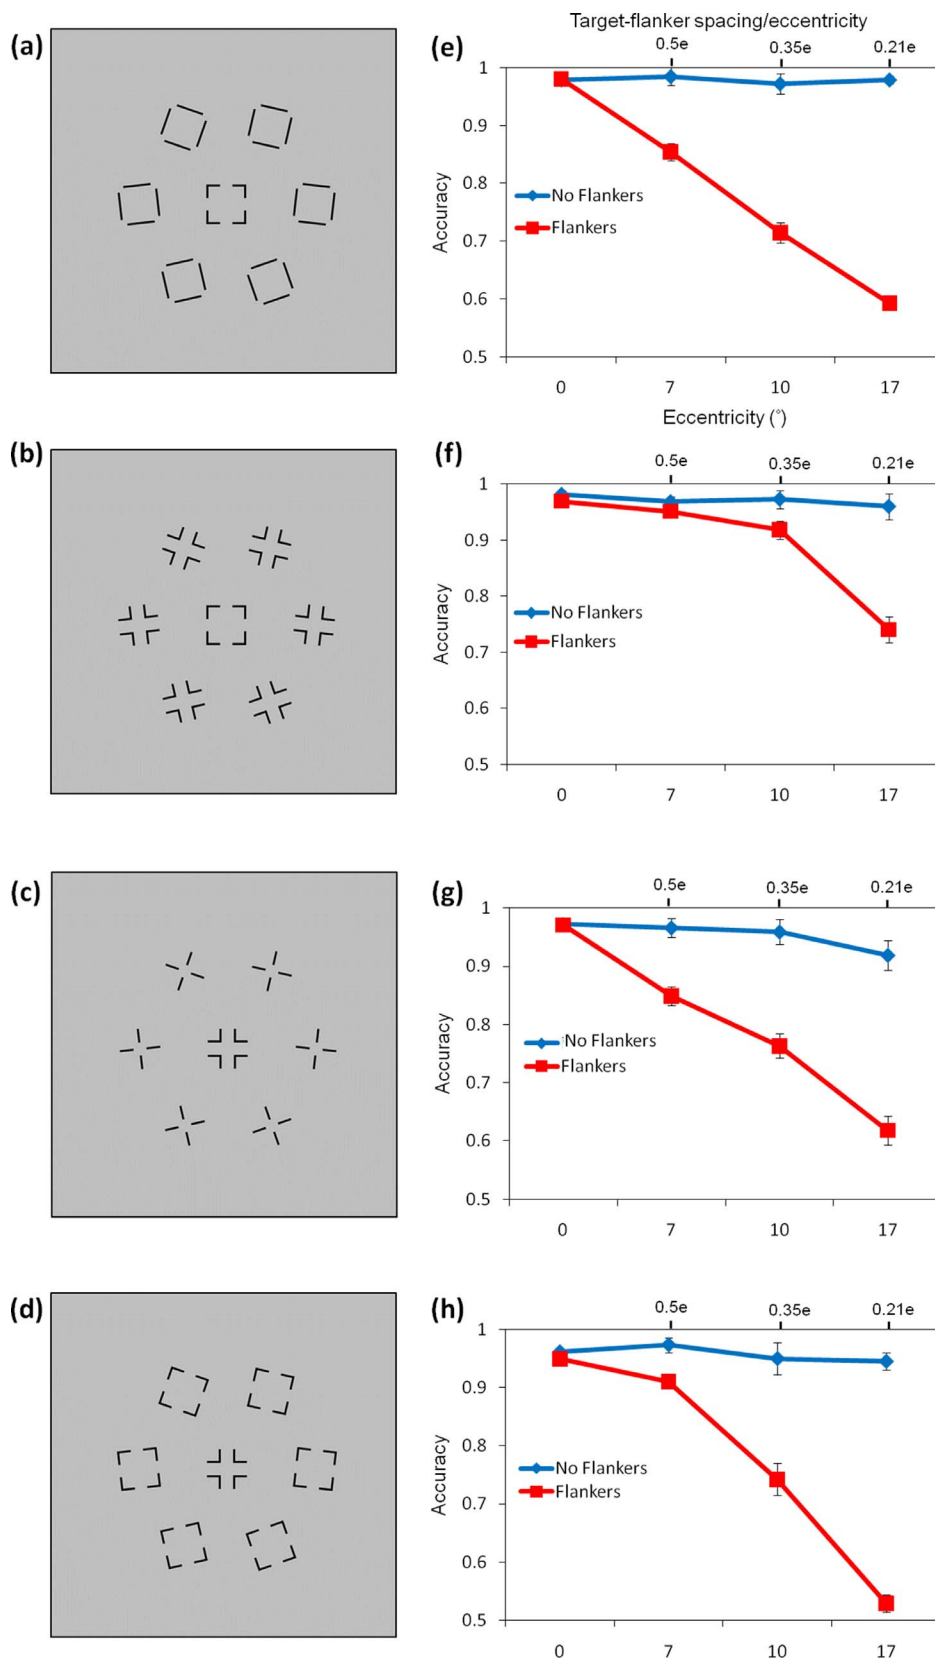 (a)
(e)
Target-flanker spacing/eccentricity
0.5e 0.35e 0.21e
1
0.9
0.8
0.7
0.6
0.5
Accuracy
No Flankers
Flankers
0 7 10 17
Eccentricity (°)
(b)
(f)
0.5e 0.35e 0.21e
1
0.9
0.8
0.7
0.6
0.5
Accuracy
No Flankers
Flankers
0 7 10 17
(c)
(g)
0.5e 0.35e 0.21e
1
0.9
0.8
0.7
0.6
0.5
Accuracy
No Flankers
Flankers
0 7 10 17
(d)
(h)
0.5e 0.35e 0.21e
1
0.9
0.8
0.7
0.6
0.5
Accuracy
No Flankers
Flankers
0 7 10 17